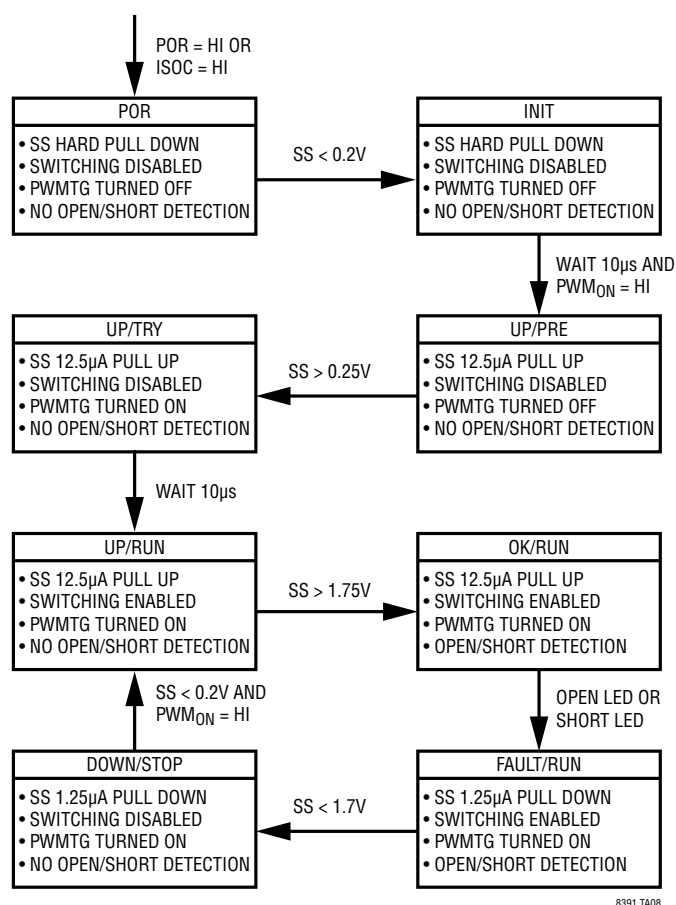 POR = HI OR
ISOC = HI
POR
• SS HARD PULL DOWN
• SWITCHING DISABLED
• PWMTG TURNED OFF
• NO OPEN/SHORT DETECTION
SS < 0.2V
INIT
• SS HARD PULL DOWN
• SWITCHING DISABLED
• PWMTG TURNED OFF
• NO OPEN/SHORT DETECTION
WAIT 10µs AND
PWMON = HI
UP/PRE
• SS 12.5µA PULL UP
• SWITCHING DISABLED
• PWMTG TURNED OFF
• NO OPEN/SHORT DETECTION
SS > 0.25V
UP/TRY
• SS 12.5µA PULL UP
• SWITCHING DISABLED
• PWMTG TURNED ON
• NO OPEN/SHORT DETECTION
WAIT 10µs
UP/RUN
• SS 12.5µA PULL UP
• SWITCHING ENABLED
• PWMTG TURNED ON
• NO OPEN/SHORT DETECTION
SS > 1.75V
OK/RUN
• SS 12.5µA PULL UP
• SWITCHING ENABLED
• PWMTG TURNED ON
• OPEN/SHORT DETECTION
OPEN LED OR
SHORT LED
FAULT/RUN
• SS 1.25µA PULL DOWN
• SWITCHING ENABLED
• PWMTG TURNED ON
• OPEN/SHORT DETECTION
SS < 1.7V
DOWN/STOP
• SS 1.25µA PULL DOWN
• SWITCHING DISABLED
• PWMTG TURNED ON
• NO OPEN/SHORT DETECTION
SS < 0.2V AND
PWMON = HI
8391 TA08